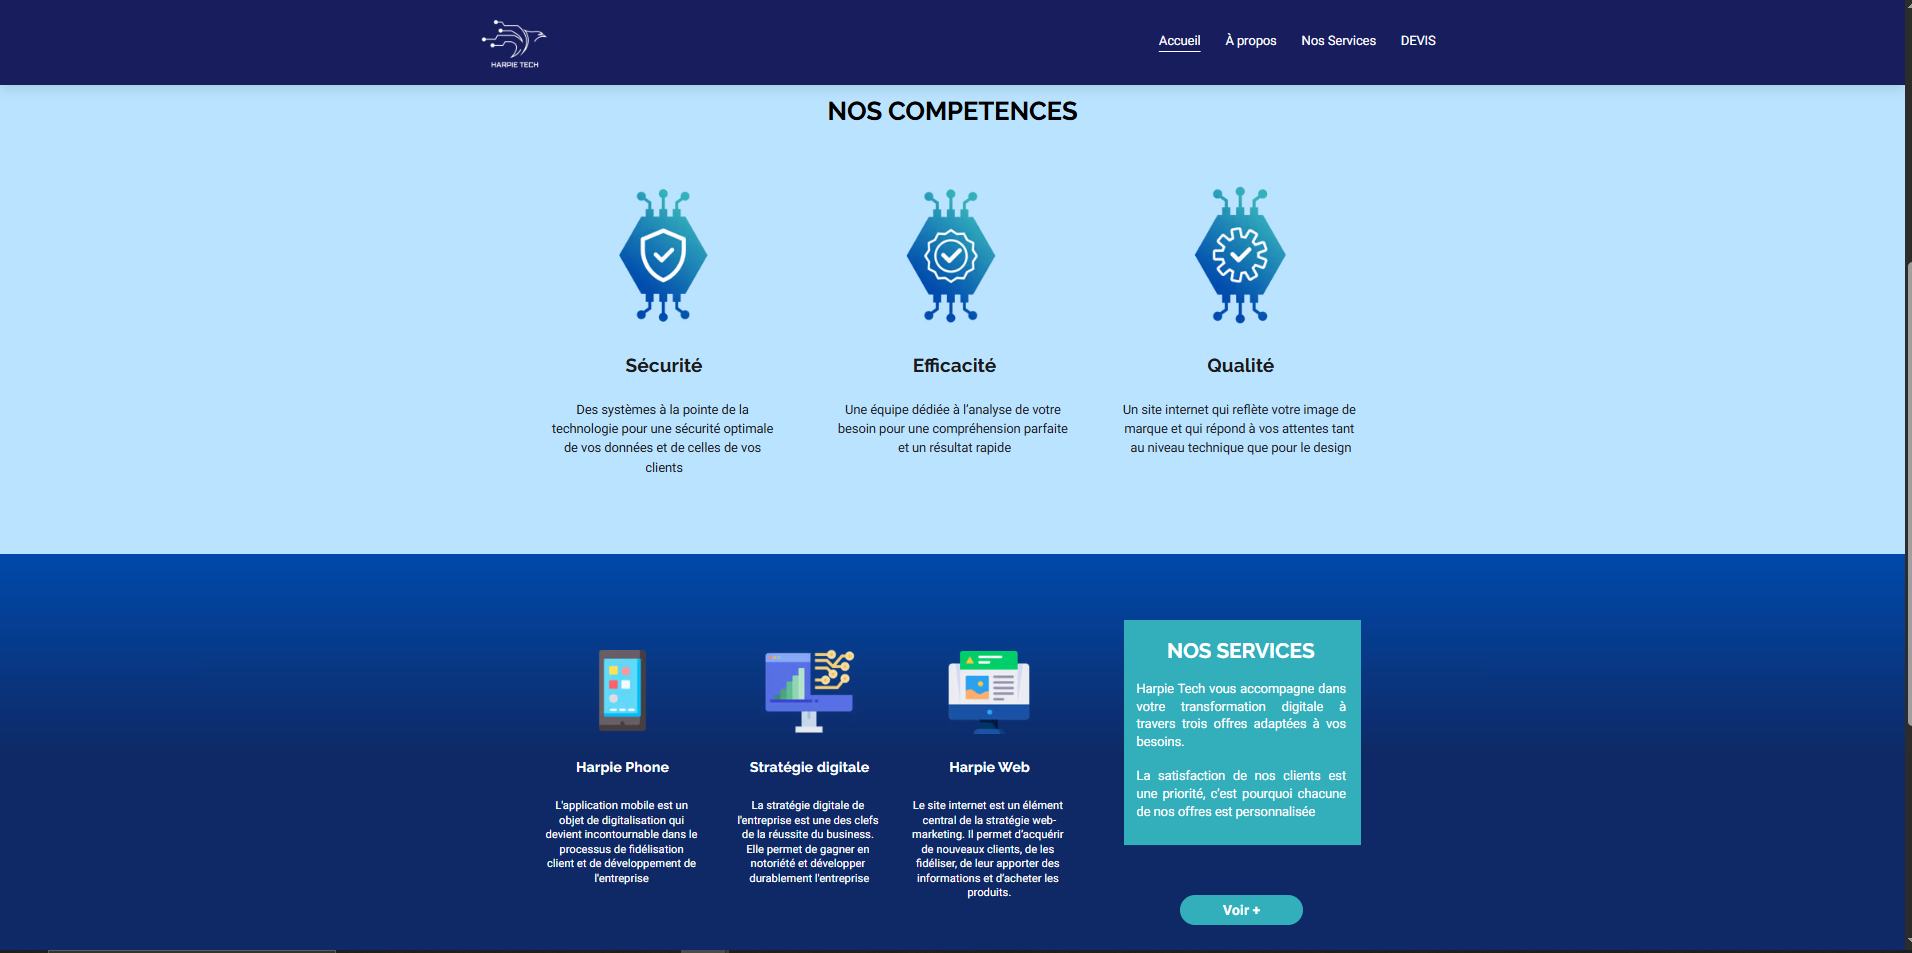 HARPIE TECH
Accueil
À propos
Nos Services
DEVIS
NOS COMPETENCES
Sécurité
Des systèmes à la pointe de la
technologie pour une sécurité optimale
de vos données et de celles de vos
clients
Efficacité
Une équipe dédiée à l'analyse de votre
besoin pour une compréhension parfaite
et un résultat rapide
Qualité
Un site internet qui reflète votre image de
marque et qui répond à vos attentes tant
au niveau technique que pour le design
Harpie Phone
L'application mobile est un
objet de digitalisation qui
devient incontournable dans le
processus de fidélisation
client et de développement de
l'entreprise
Stratégie digitale
La stratégie digitale de
l'entreprise est une des clefs
de la réussite du business.
Elle permet de gagner en
notoriété et développer
durablement l'entreprise
Harpie Web
Le site internet est un élément
central de la stratégie web-
marketing. Il permet d'acquérir
de nouveaux clients, de les
fidéliser, de leur apporter des
informations et d'acheter les
produits.
NOS SERVICES
Harpie Tech vous accompagne dans
votre transformation digitale à
travers trois offres adaptées à vos
besoins.
La satisfaction de nos clients est
une priorité, c'est pourquoi chacune
de nos offres est personnalisée
Voir +